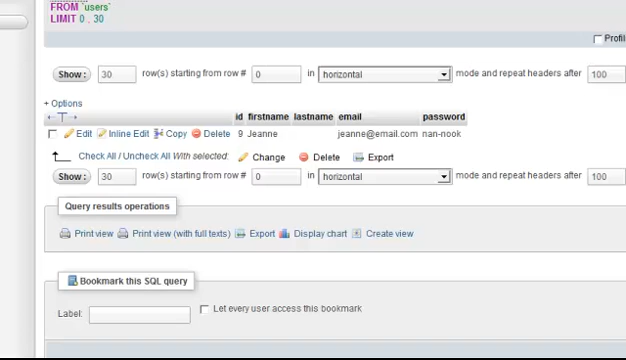 FROM `users`
LIMIT 0 , 30
Profil
Show : 30 row(s) starting from row # 0 in horizontal mode and repeat headers after 100
+ Options
←T→ id firstname lastname email password
Edit Inline Edit Copy Delete 9 Jeanne jeanne@email.com nan-nook
Check All / Uncheck All With selected: Change Delete Export
Show : 30 row(s) starting from row # 0 in horizontal mode and repeat headers after 100
Query results operations
Print view Print view (with full texts) Export Display chart Create view
Bookmark this SQL query
Label: Let every user access this bookmark